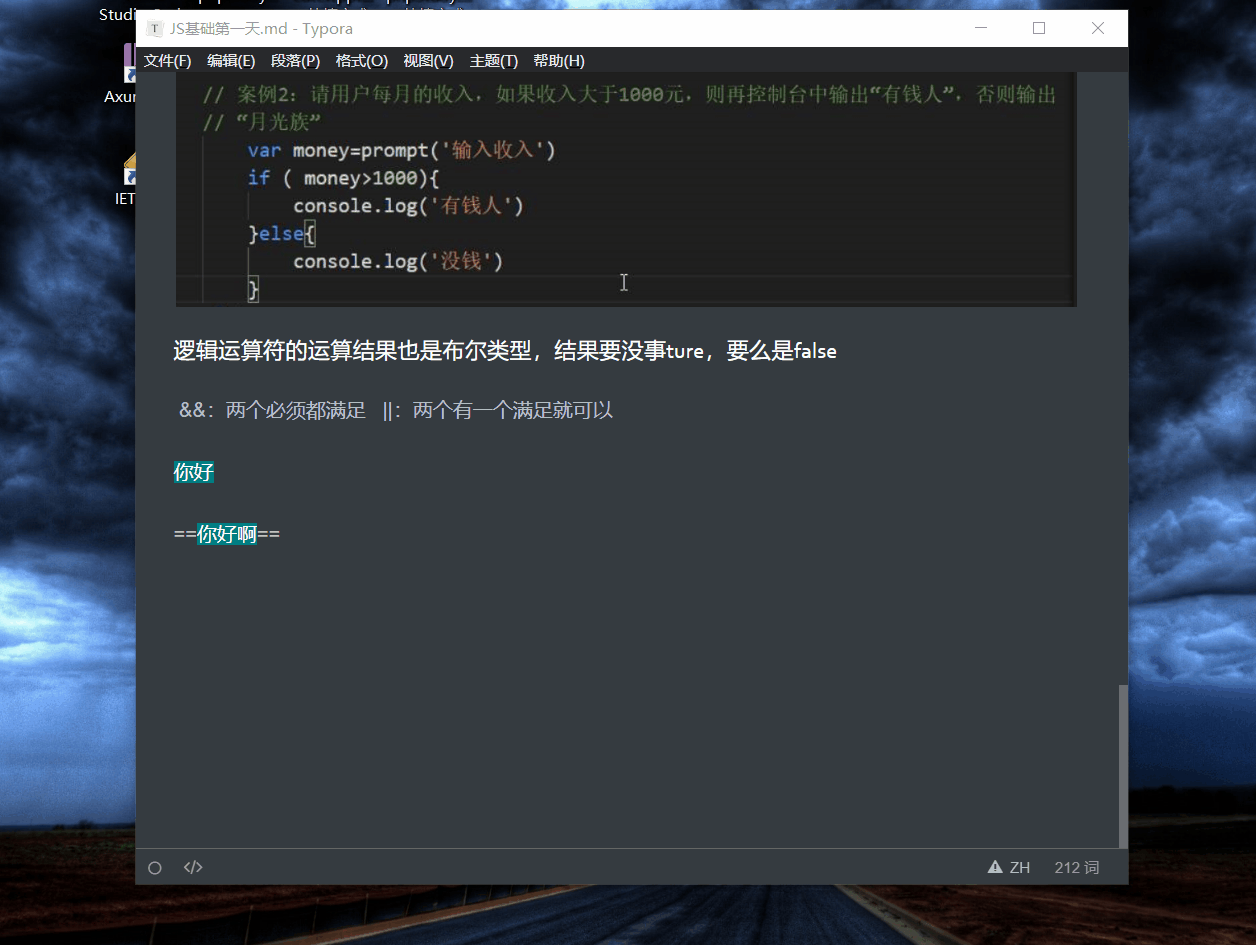 Studi
JS基础第一天.md - Typora
文件(F) 编辑(E) 段落(P) 格式(O) 视图(V) 主题(T) 帮助(H)
Axur
IET
// 案例2：请用户每月的收入，如果收入大于1000元，则再控制台中输出“有钱人”，否则输出
// “月光族”
var money=prompt('输入收入')
if ( money>1000){
console.log('有钱人')
}else{
console.log('没钱')
}
逻辑运算符的运算结果也是布尔类型，结果要没事ture，要么是false
&&：两个必须都满足 ||：两个有一个满足就可以
你好
==你好啊==
</> ZH 212 词